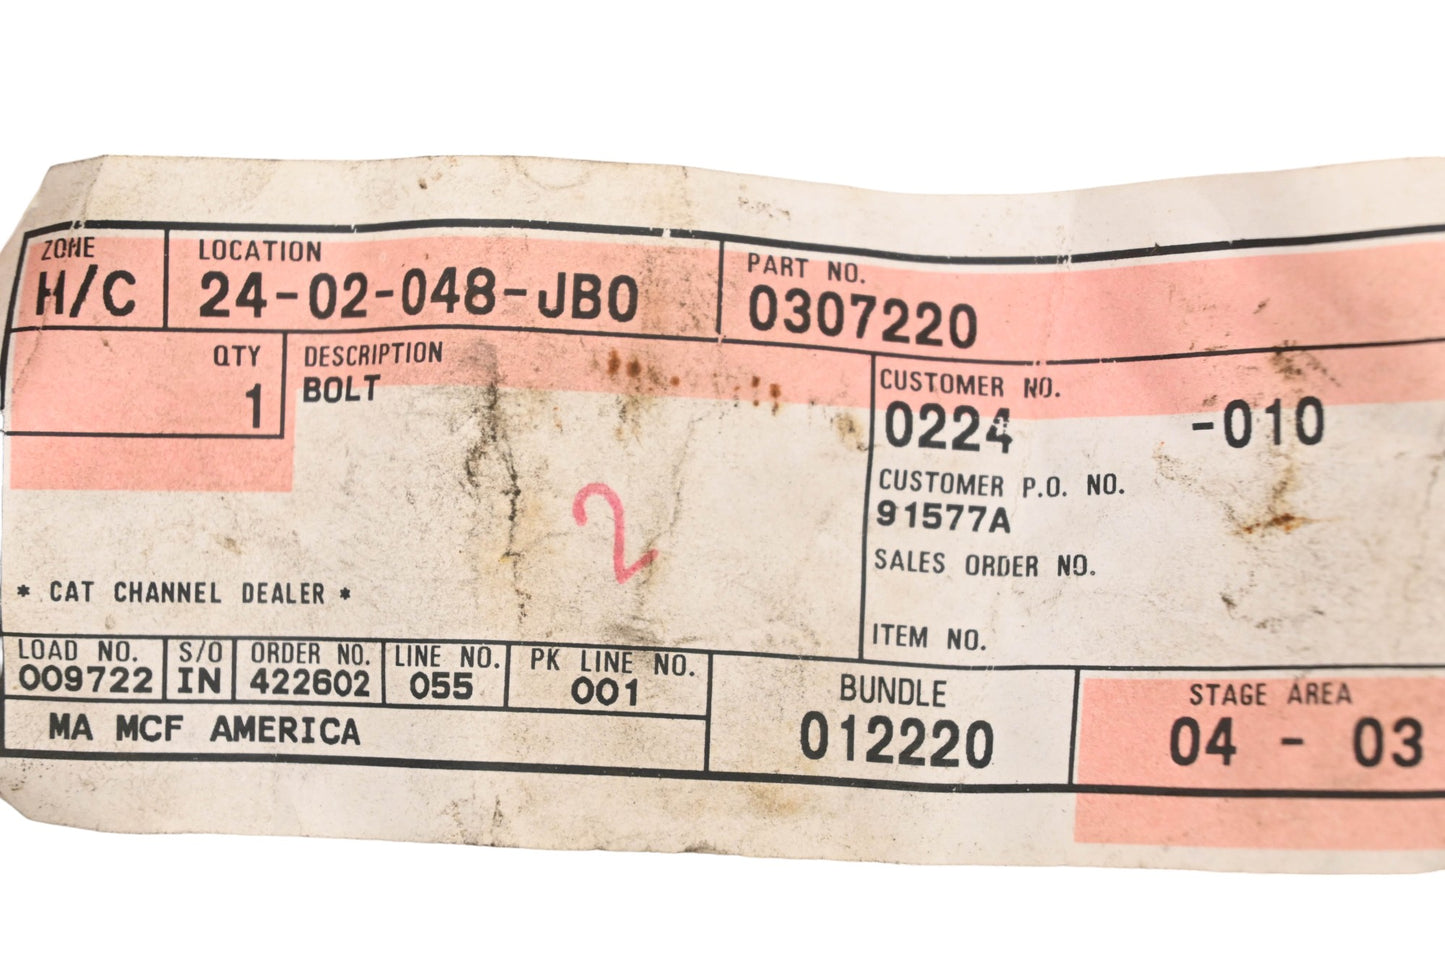 ZONE LOCATION PART NO.
H/C 24-02-048-JB0 0307220
QTY DESCRIPTION CUSTOMER NO.
1 BOLT 0224 -010
CUSTOMER P.O. NO.
91577A
2
SALES ORDER NO.
* CAT CHANNEL DEALER *
ITEM NO.
LOAD NO. S/O ORDER NO. LINE NO. PK LINE NO. BUNDLE STAGE AREA
009722 IN 422602 055 001 012220 04 - 03
MA MCF AMERICA